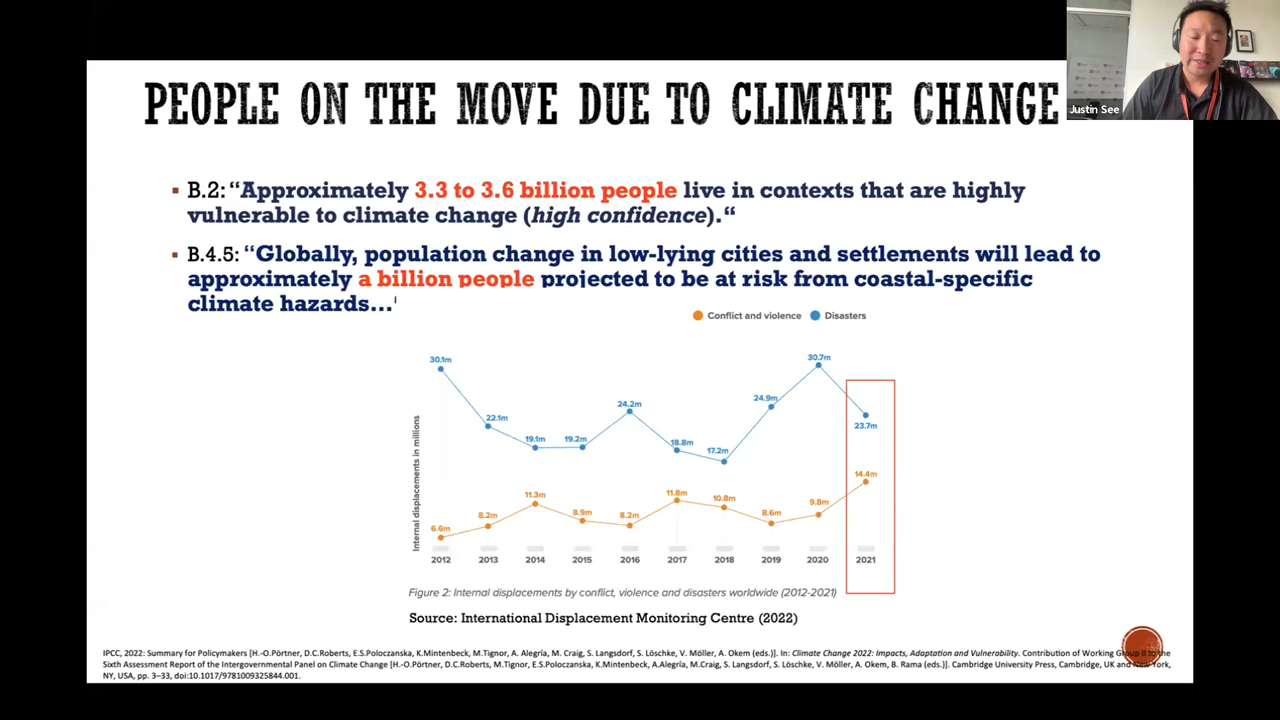 PEOPLE ON THE MOVE DUE TO CLIMATE CHANGE
Justin See
B.2: “Approximately 3.3 to 3.6 billion people live in contexts that are highly
vulnerable to climate change (high confidence).“
B.4.5: “Globally, population change in low-lying cities and settlements will lead to
approximately a billion people projected to be at risk from coastal-specific
climate hazards…
Conflict and violence Disasters
Internal displacements in millions
30.1m 22.1m 19.1m 19.2m 24.2m 18.8m 17.2m 24.9m 30.7m 23.7m
6.6m 8.2m 11.3m 8.9m 8.2m 11.8m 10.8m 8.6m 9.8m 14.4m
2012 2013 2014 2015 2016 2017 2018 2019 2020 2021
Figure 2: Internal displacements by conflict, violence and disasters worldwide (2012-2021)
Source: International Displacement Monitoring Centre (2022)
IPCC, 2022: Summary for Policymakers [H.-O.Pörtner, D.C.Roberts, E.S.Poloczanska, K.Mintenbeck, M.Tignor, A. Alegría, M. Craig, S. Langsdorf, S. Löschke, V. Möller, A. Okem (eds.)]. In: Climate Change 2022: Impacts, Adaptation and Vulnerability. Contribution of Working Group II to the
Sixth Assessment Report of the Intergovernmental Panel on Climate Change [H.-O.Pörtner, D.C.Roberts, M.Tignor, E.S.Poloczanska, K.Mintenbeck, A.Alegría, M.Craig, S. Langsdorf, S. Löschke, V. Möller, A. Okem, B. Rama (eds.)]. Cambridge University Press, Cambridge, UK and New York,
NY, USA, pp. 3–33, doi:10.1017/9781009325844.001.